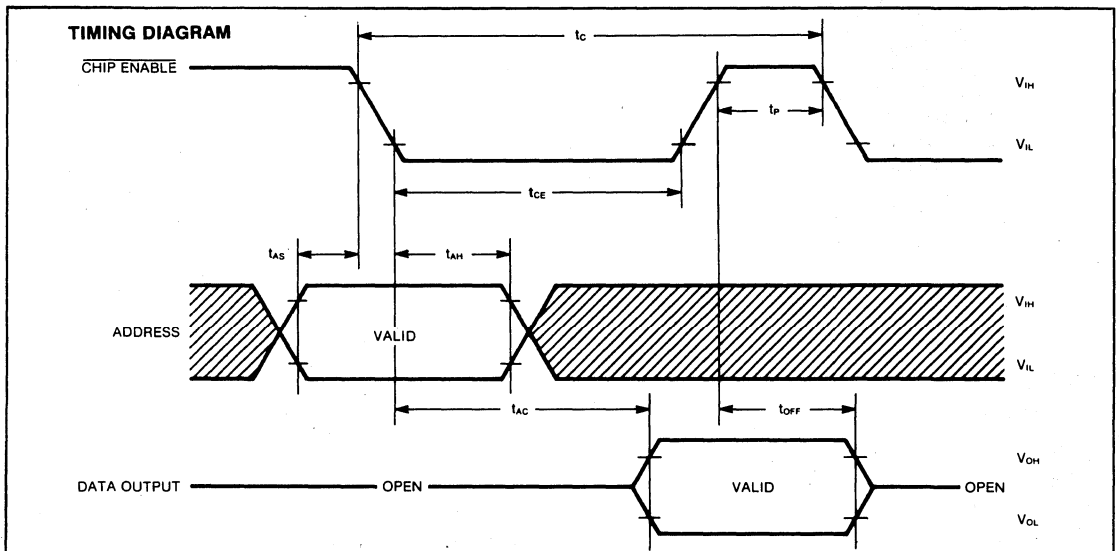 TIMING DIAGRAM
tC
CHIP ENABLE
VIH
tP
VIL
tCE
tAS
tAH
VIH
ADDRESS
VALID
VIL
tAC
tOFF
VOH
DATA OUTPUT
OPEN
VALID
OPEN
VOL